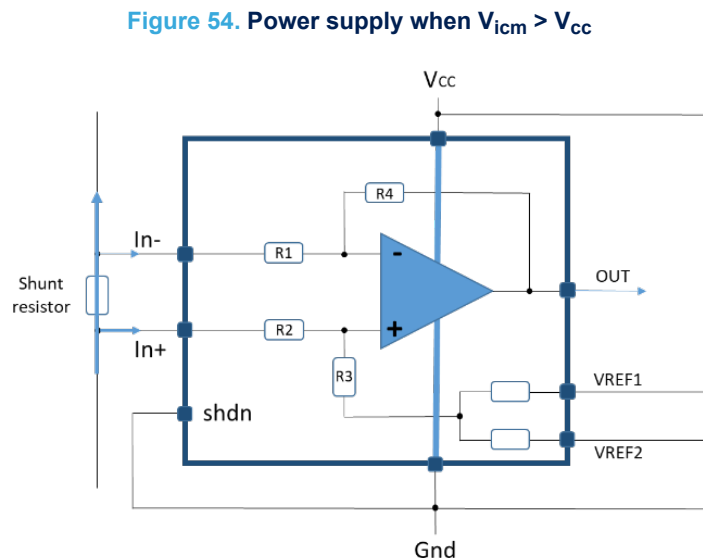 Figure 54. Power supply when Vicm > Vcc
Vcc
R4
In-
R1
-
Shunt
resistor
OUT
R2
+
In+
R3
VREF1
shdn
VREF2
Gnd